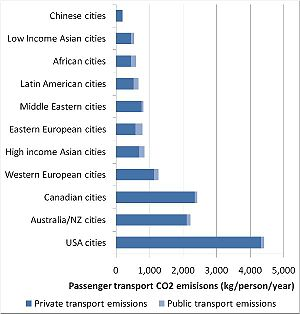 Chinese cities
Low Income Asian cities
African cities
Latin American cities
Middle Eastern cities
Eastern European cities
High income Asian cities
Western European cities
Canadian cities
Australia/NZ cities
USA cities
0 1,000 2,000 3,000 4,000 5,000
Passenger transport CO2 emisisons (kg/person/year)
Private transport emissions Public transport emissions